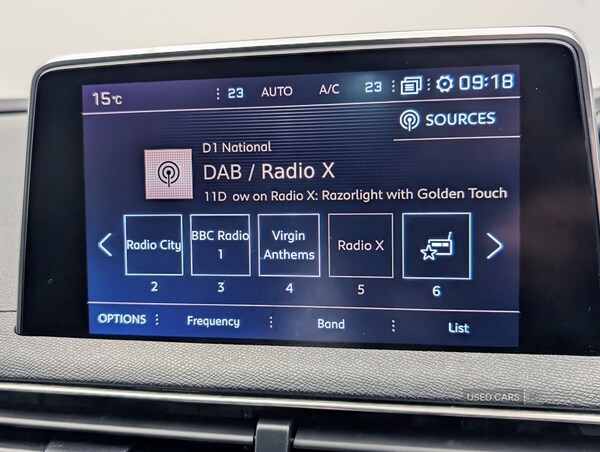 15°C : 23 AUTO A/C 23 : : 09:18
SOURCES
D1 National
DAB / Radio X
11D ow on Radio X: Razorlight with Golden Touch
Radio City BBC Radio 1 Virgin Anthems Radio X
2 3 4 5 6
OPTIONS : Frequency : Band : List
USED CARS